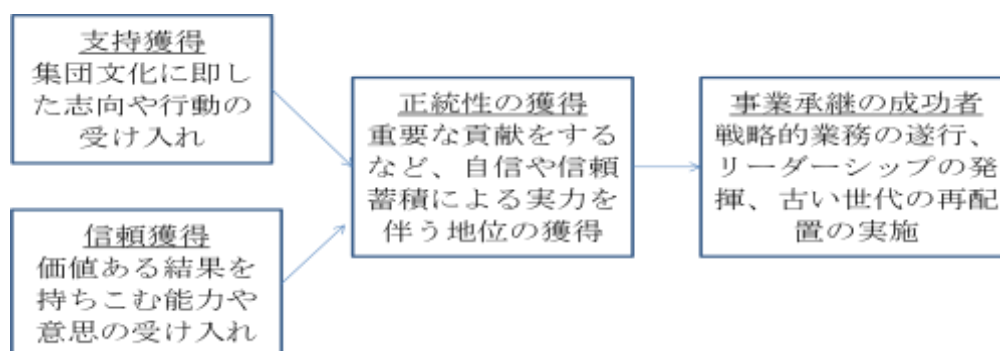 支持獲得
集団文化に即し
た志向や行動の
受け入れ
信頼獲得
価値ある結果を
持ちこむ能力や
意思の受け入れ
正統性の獲得
重要な貢献をする
など、自信や信頼
蓄積による実力を
伴う地位の獲得
事業承継の成功者
戦略的業務の遂行、
リーダーシップの発
揮、古い世代の再配
置の実施